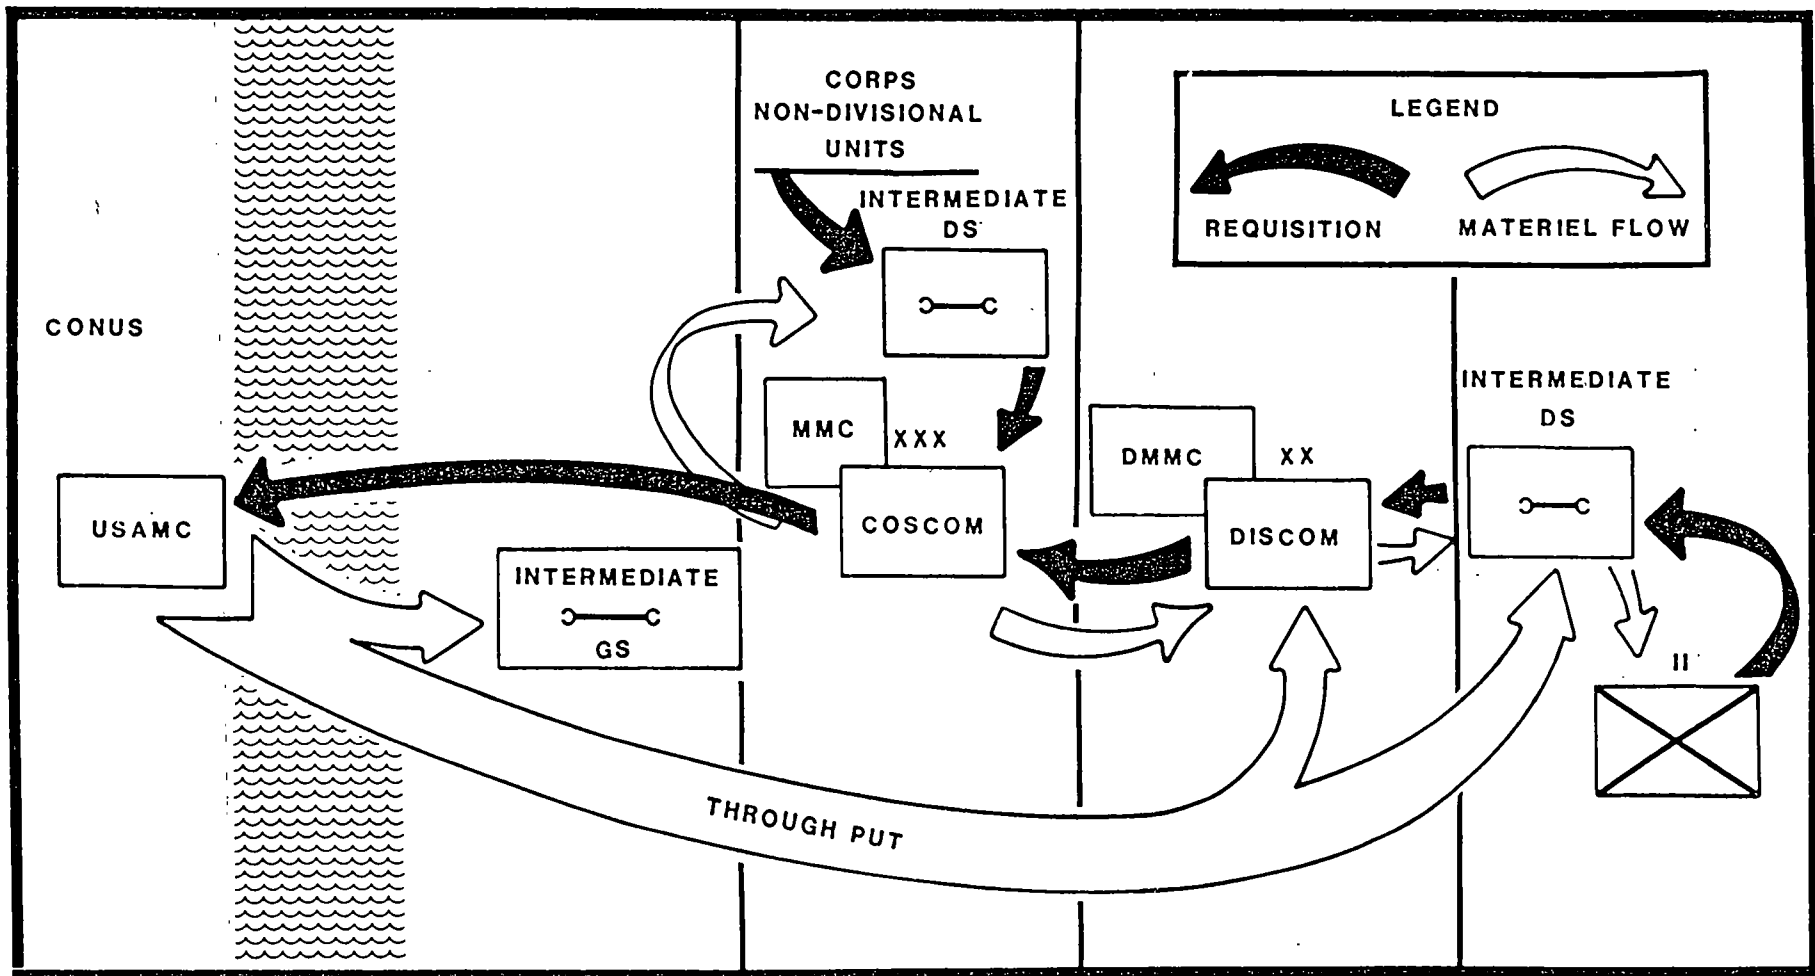 CORPS
NON-DIVISIONAL
UNITS
LEGEND
REQUISITION
MATERIEL FLOW
INTERMEDIATE
DS
CONUS
INTERMEDIATE
DS
MMC
XXX
COSCOM
DMMC
XX
DISCOM
USAMC
INTERMEDIATE
GS
II
THROUGH PUT